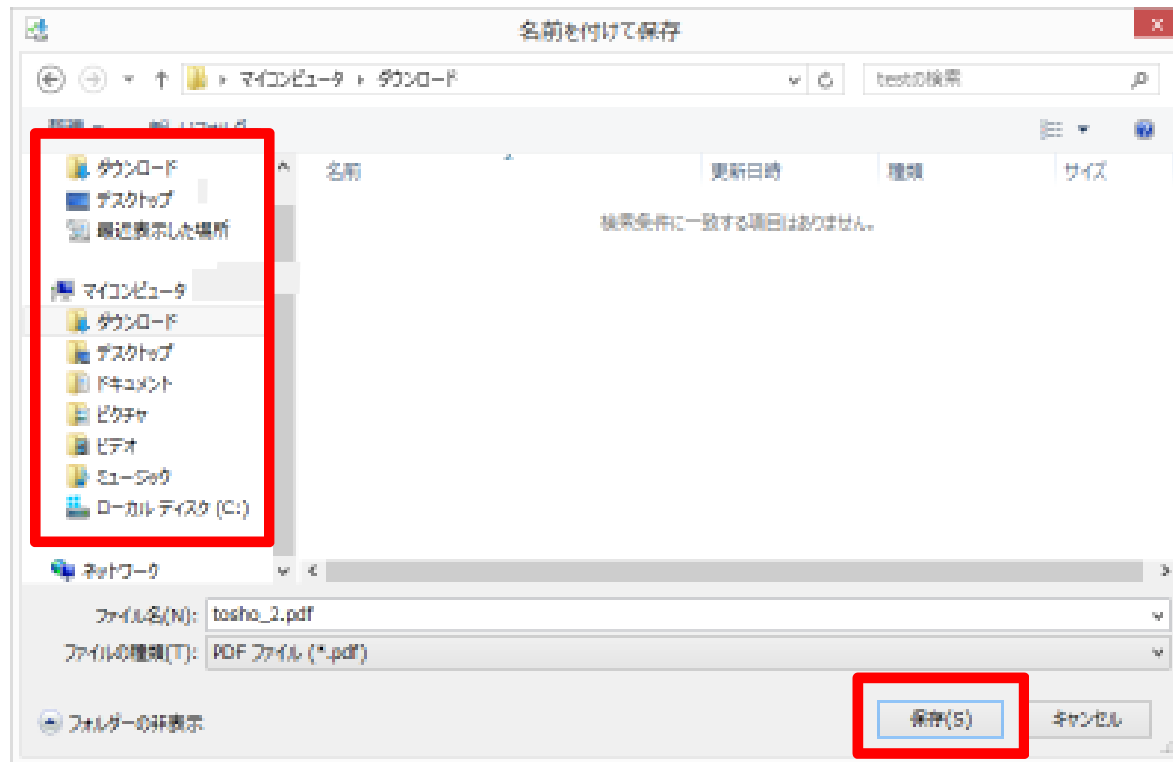 名前を付けて保存
マイコンピュータ ▸ ダウンロード
testの検索
ダウンロード
デスクトップ
最近表示した場所
マイコンピュータ
ダウンロード
デスクトップ
ドキュメント
ピクチャ
ビデオ
ミュージック
ローカル ディスク (C:)
ネットワーク
名前 更新日時 種類 サイズ
検索条件に一致する項目はありません。
ファイル名(N): tosho_2.pdf
ファイルの種類(T): PDF ファイル (*.pdf)
フォルダーの非表示
保存(S) キャンセル